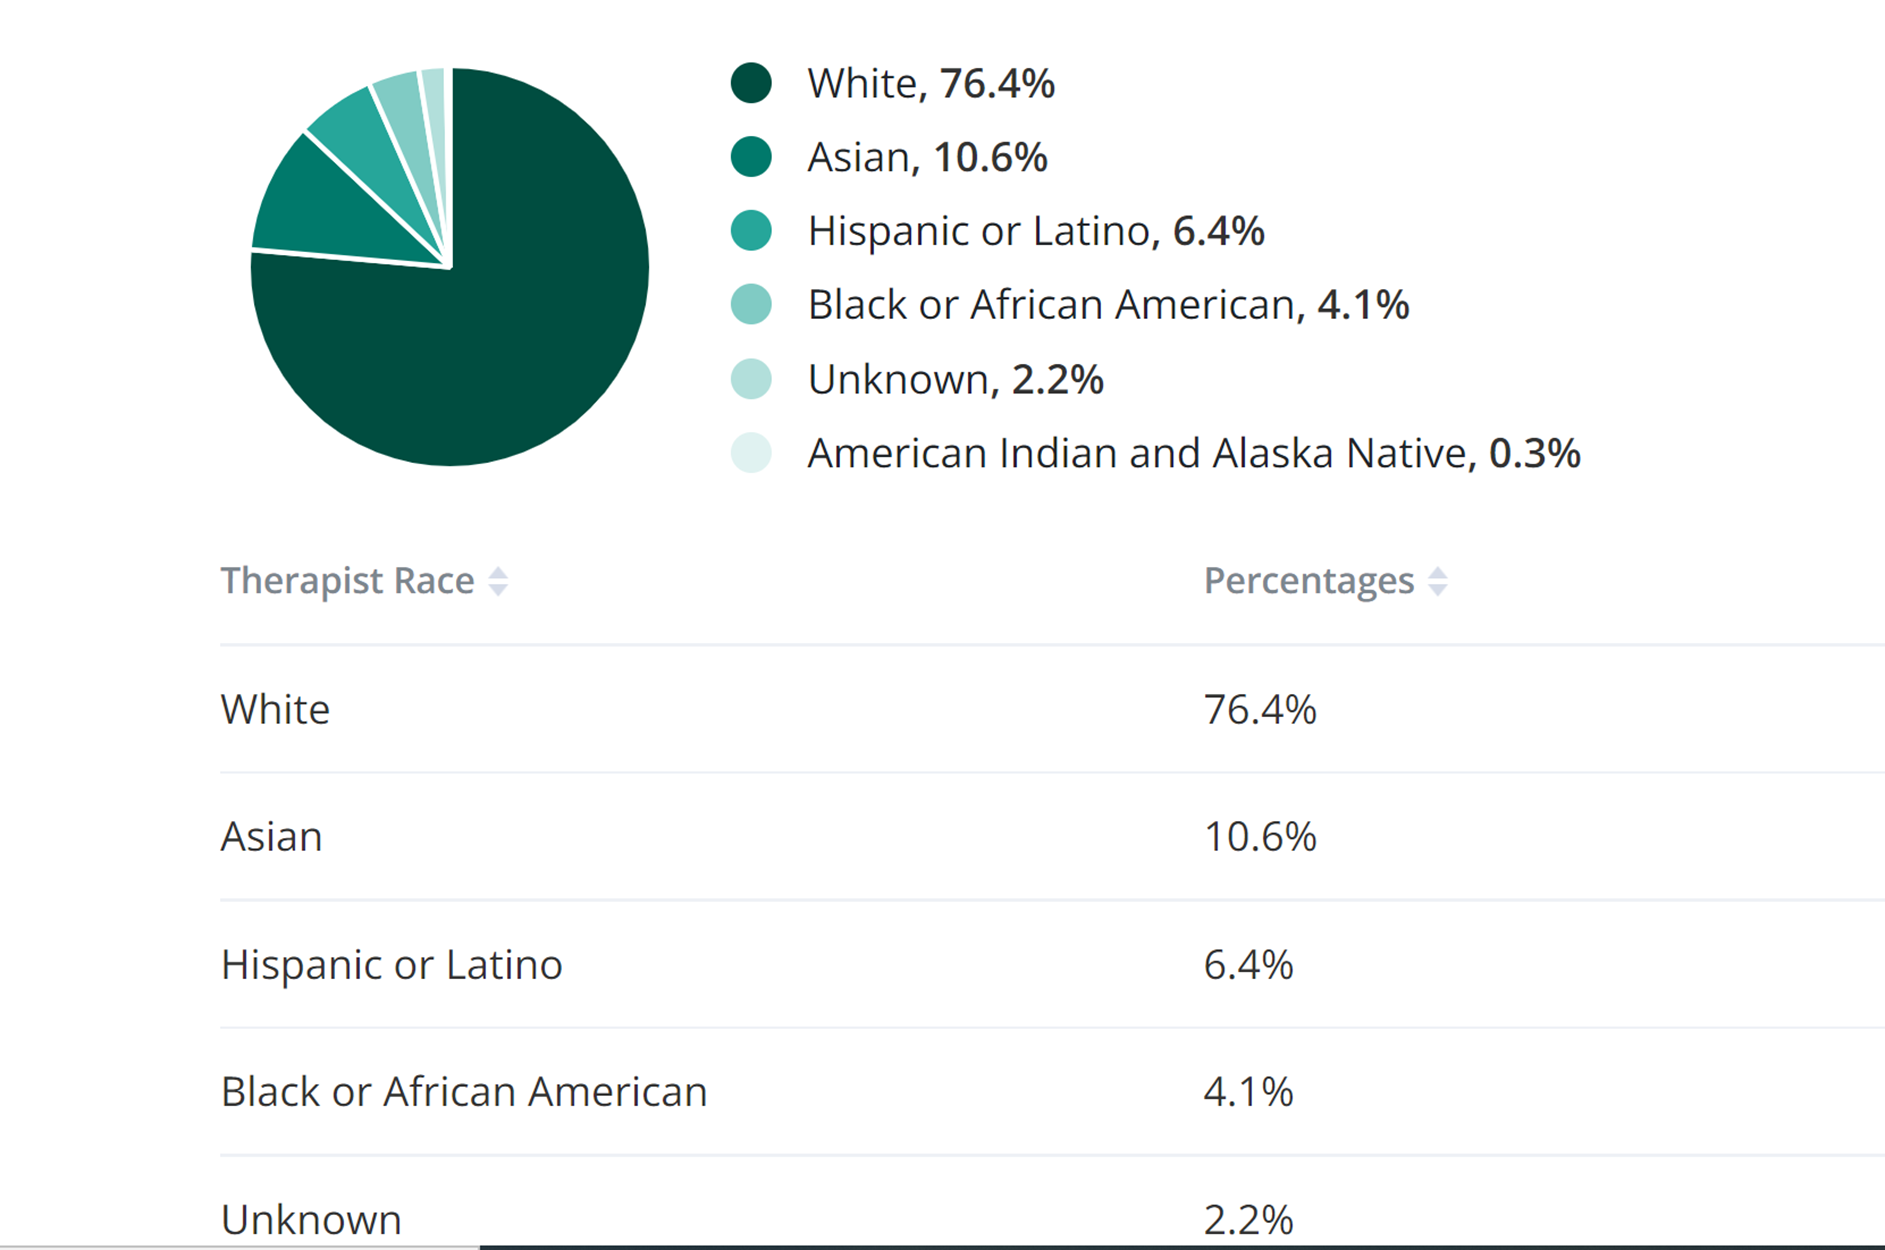 White, 76.4%
Asian, 10.6%
Hispanic or Latino, 6.4%
Black or African American, 4.1%
Unknown, 2.2%
American Indian and Alaska Native, 0.3%
Therapist Race Percentages
White 76.4%
Asian 10.6%
Hispanic or Latino 6.4%
Black or African American 4.1%
Unknown 2.2%